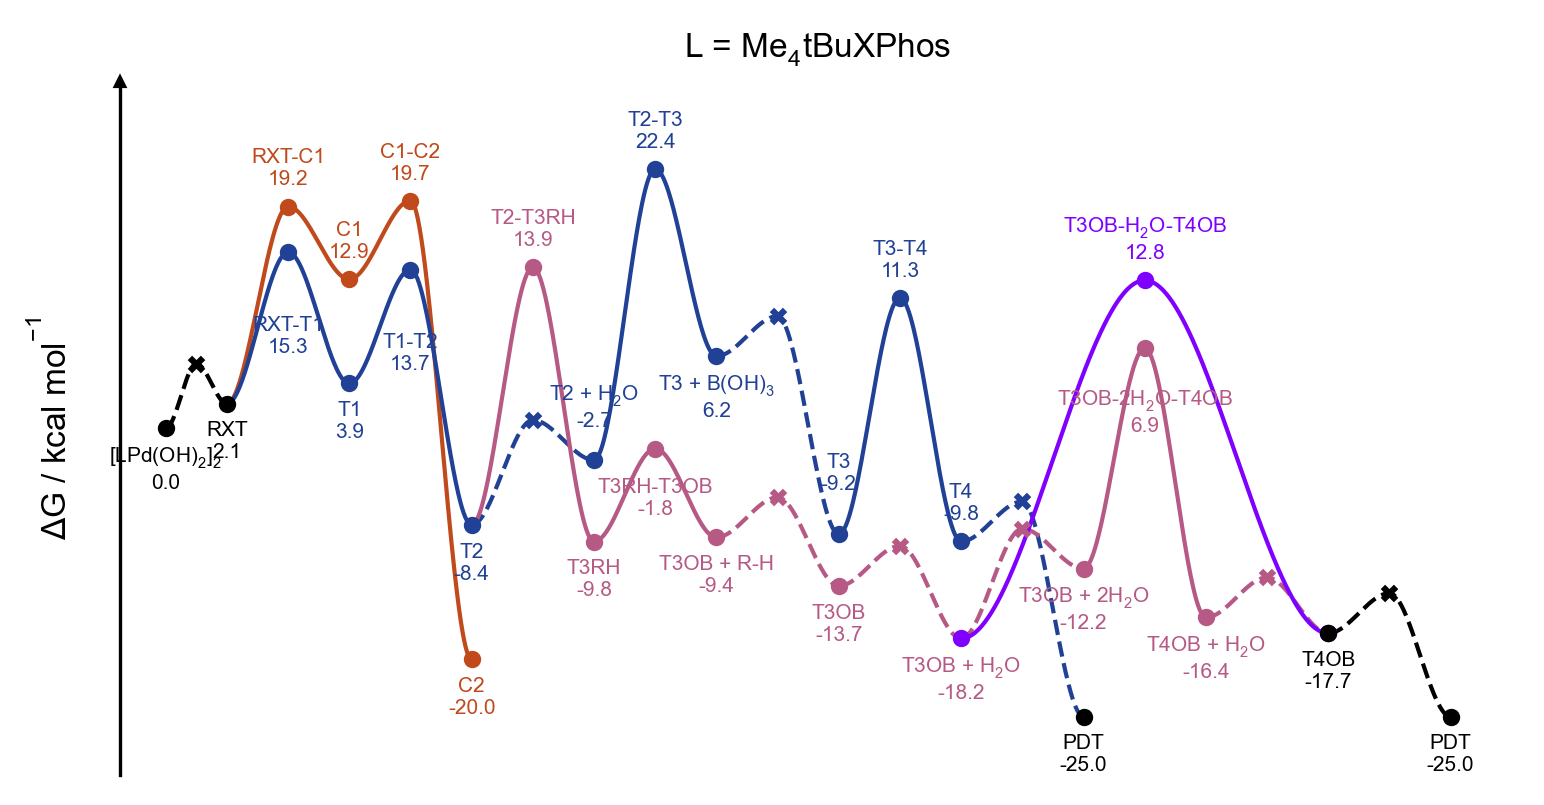 L = Me₄tBuXPhos
ΔG / kcal mol⁻¹
[LPd(OH)₂]₂
0.0
RXT
2.1
RXT-C1
19.2
RXT-T1
15.3
C1
12.9
T1
3.9
C1-C2
19.7
T1-T2
13.7
T2
-8.4
C2
-20.0
T2-T3RH
13.9
T2 + H₂O
-2.7
T3RH
-9.8
T2-T3
22.4
T3RH-T3OB
-1.8
T3 + B(OH)₃
6.2
T3OB + R-H
-9.4
T3
-9.2
T3OB
-13.7
T3-T4
11.3
T4
-9.8
T3OB + H₂O
-18.2
T3OB + 2H₂O
-12.2
PDT
-25.0
T3OB-H₂O-T4OB
12.8
T3OB-2H₂O-T4OB
6.9
T4OB + H₂O
-16.4
T4OB
-17.7
PDT
-25.0